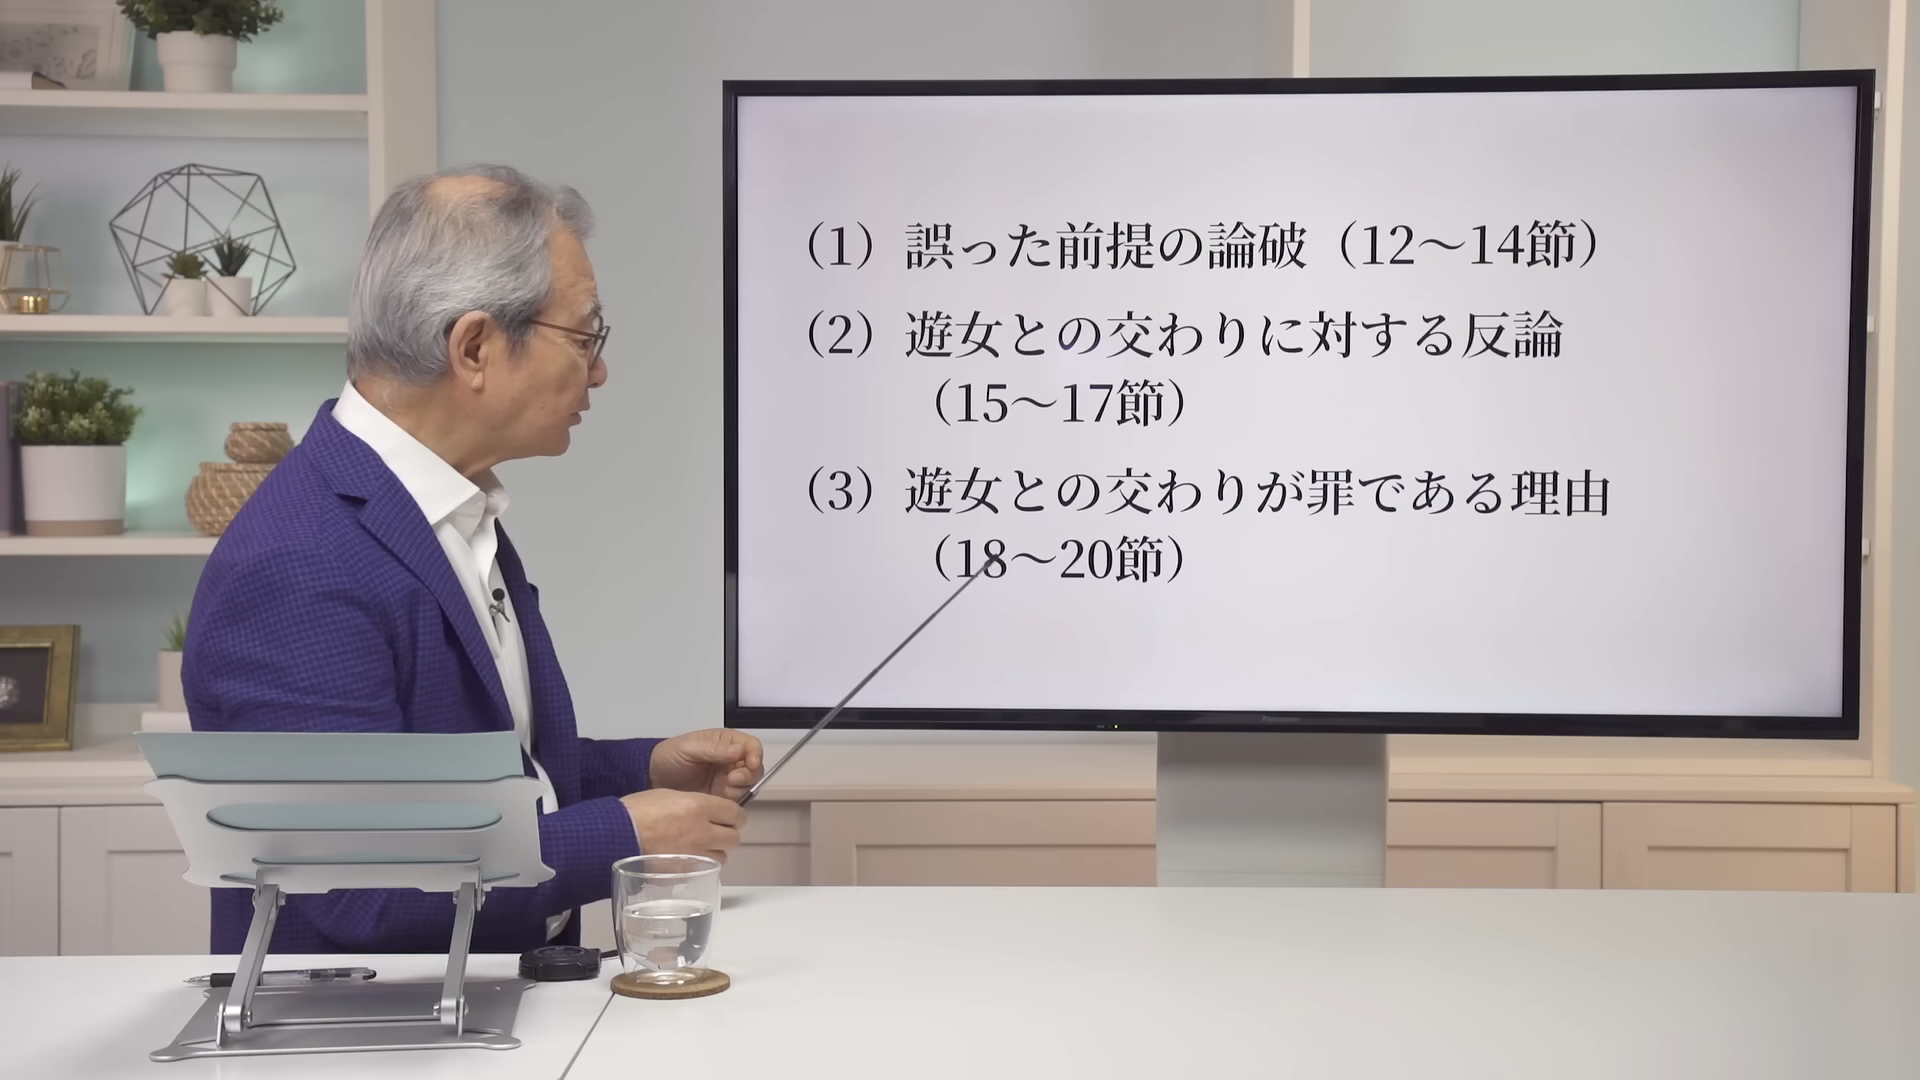 (1) 誤った前提の論破（12〜14節）
(2) 遊女との交わりに対する反論
（15〜17節）
(3) 遊女との交わりが罪である理由
（18〜20節）